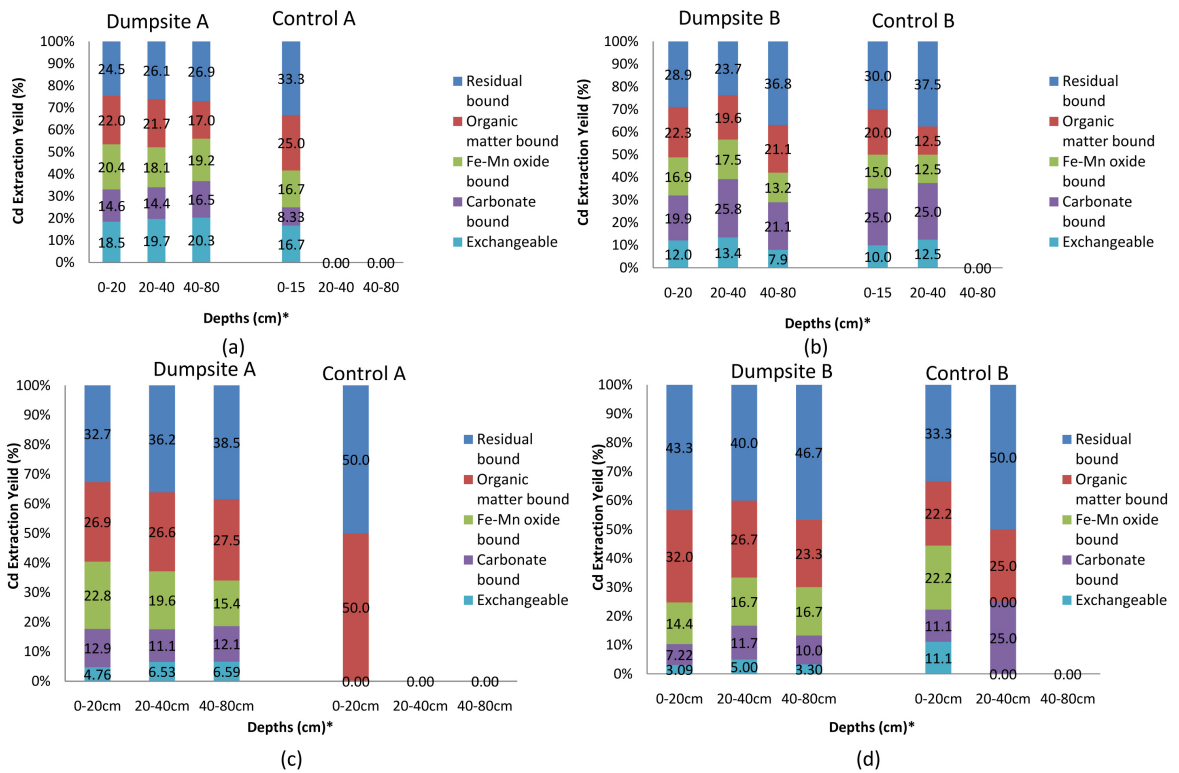 Dumpsite A
Control A
100%
90%
80%
70%
60%
50%
40%
30%
20%
10%
0%
Cd Extraction Yeild (%)
24.5 26.1 26.9 33.3
22.0 21.7 17.0 25.0
20.4 18.1 19.2 16.7
14.6 14.4 16.5 8.33
18.5 19.7 20.3 16.7 0.00 0.00
0-20 20-40 40-80 0-15 20-40 40-80
Depths (cm)*
Residual
bound
Organic
matter bound
Fe-Mn oxide
bound
Carbonate
bound
Exchangeable
(a)
Dumpsite B
Control B
100%
90%
80%
70%
60%
50%
40%
30%
20%
10%
0%
Cd Extraction Yeild (%)
28.9 23.7 36.8 30.0 37.5
22.3 19.6 21.1 20.0 12.5
16.9 17.5 13.2 15.0 12.5
19.9 25.8 21.1 25.0 25.0
12.0 13.4 7.9 10.0 12.5 0.00
0-20 20-40 40-80 0-15 20-40 40-80
Depths (cm)*
Residual
bound
Organic
matter bound
Fe-Mn oxide
bound
Carbonate
bound
Exchangeable
(b)
Dumpsite A
Control A
100%
90%
80%
70%
60%
50%
40%
30%
20%
10%
0%
Cd Extraction Yeild (%)
32.7 36.2 38.5 50.0
26.9 26.6 27.5 50.0
22.8 19.6 15.4
12.9 11.1 12.1
4.76 6.53 6.59 0.00 0.00 0.00
0-20cm 20-40cm 40-80cm 0-20cm 20-40cm 40-80cm
Depths (cm)*
Residual
bound
Organic
matter bound
Fe-Mn oxide
bound
Carbonate
bound
Exchangeable
(c)
Dumpsite B
Control B
100%
90%
80%
70%
60%
50%
40%
30%
20%
10%
0%
Cd Extraction Yeild (%)
43.3 40.0 46.7 33.3 50.0
32.0 26.7 23.3 22.2 25.0
14.4 16.7 16.7 22.2 0.00
7.22 11.7 10.0 11.1 25.0
3.09 5.00 3.30 11.1 0.00 0.00
0-20cm 20-40cm 40-80cm 0-20cm 20-40cm 40-80cm
Depths (cm)*
Residual
bound
Organic
matter bound
Fe-Mn oxide
bound
Carbonate
bound
Exchangeable
(d)